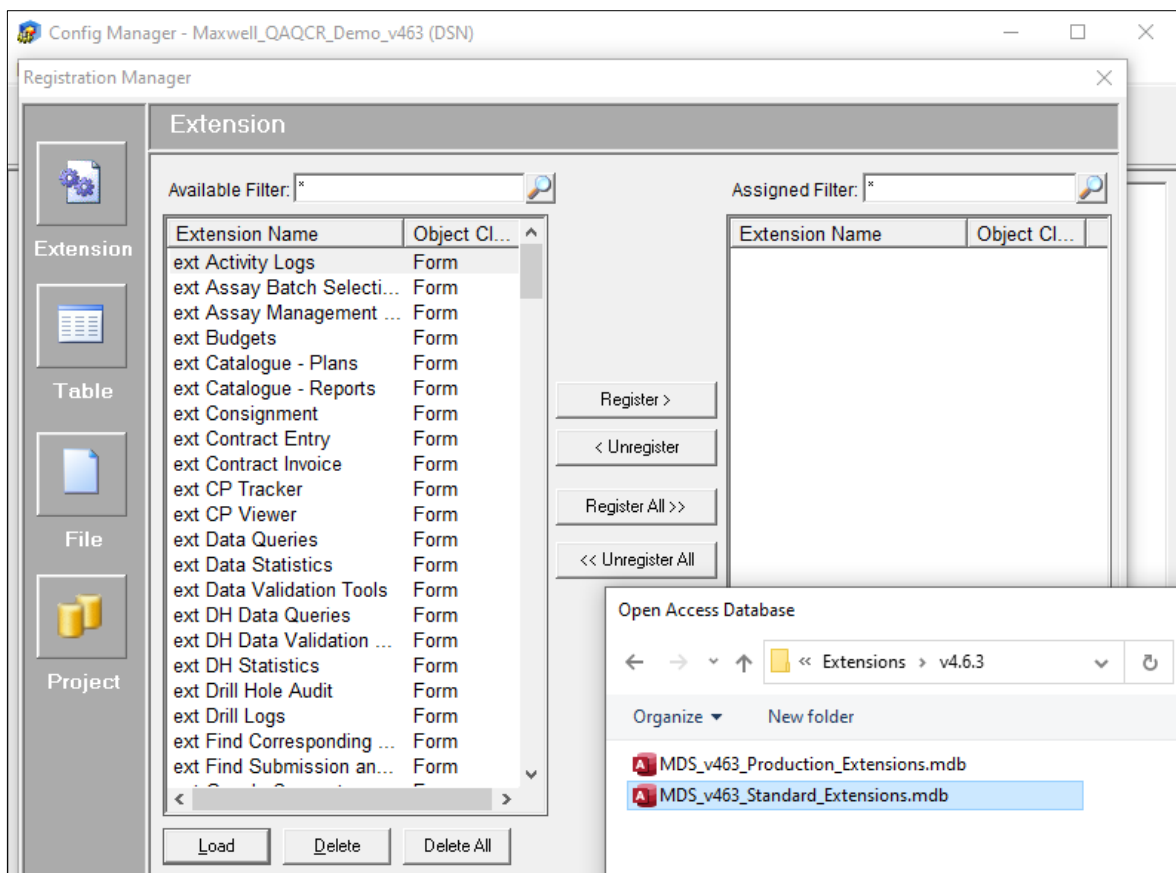 Config Manager - Maxwell_QAQCR_Demo_v463 (DSN)
Registration Manager
Extension
Extension
Table
File
Project
Available Filter: *
Extension Name Object Cl...
ext Activity Logs Form
ext Assay Batch Selecti... Form
ext Assay Management ... Form
ext Budgets Form
ext Catalogue - Plans Form
ext Catalogue - Reports Form
ext Consignment Form
ext Contract Entry Form
ext Contract Invoice Form
ext CP Tracker Form
ext CP Viewer Form
ext Data Queries Form
ext Data Statistics Form
ext Data Validation Tools Form
ext DH Data Queries Form
ext DH Data Validation ... Form
ext DH Statistics Form
ext Drill Hole Audit Form
ext Drill Logs Form
ext Find Corresponding ... Form
ext Find Submission an... Form
Load Delete Delete All
Register >
< Unregister
Register All >>
<< Unregister All
Assigned Filter: *
Extension Name Object Cl...
Open Access Database
« Extensions > v4.6.3
Organize New folder
MDS_v463_Production_Extensions.mdb
MDS_v463_Standard_Extensions.mdb